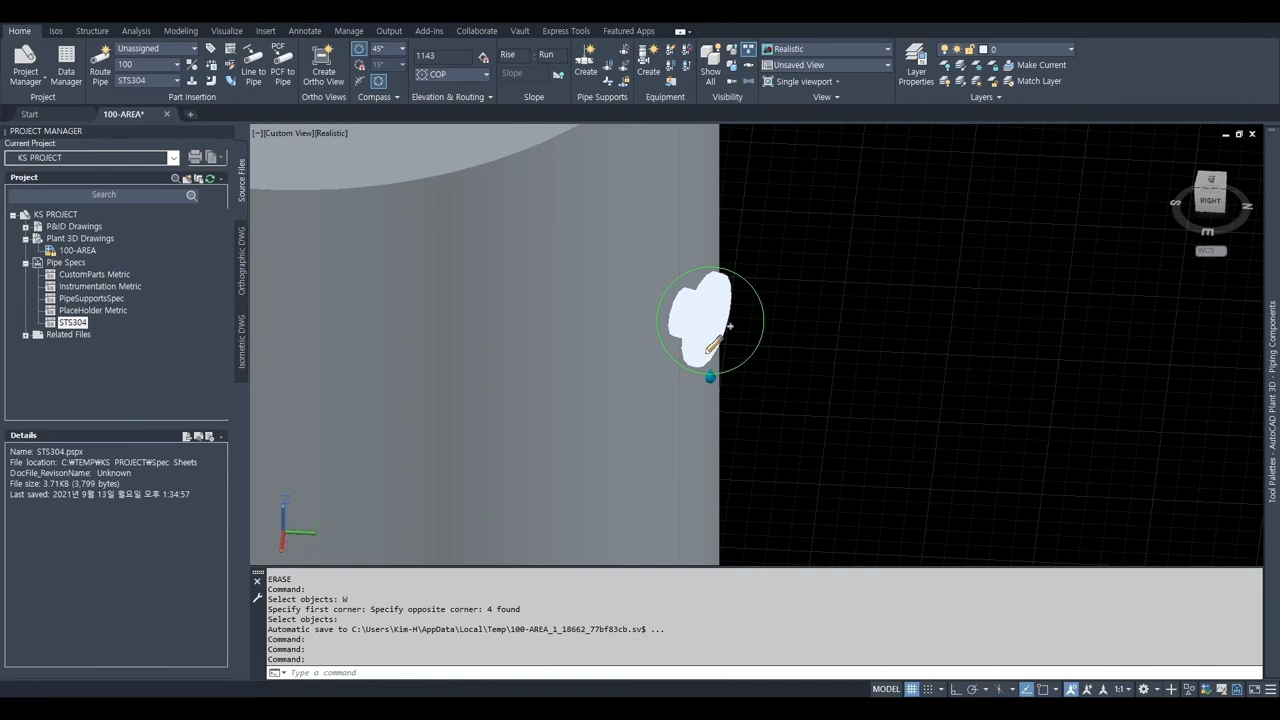 Home Isos Structure Analysis Modeling Visualize Insert Annotate Manage Output Add-ins Collaborate Vault Express Tools Featured Apps
Project Manager
Data Manager
Project
Route Pipe
Unassigned
100
STS304
Line to Pipe
PCF to Pipe
Part Insertion
Create Ortho View
Ortho Views
45°
15°
Compass
1143
COP
Elevation & Routing
Rise : Run
Slope
Slope
Create
Pipe Supports
Create
Equipment
Show All
Visibility
Realistic
Unsaved View
Single viewport
View
Layer Properties
0
Make Current
Match Layer
Layers
Start 100-AREA*
PROJECT MANAGER
Current Project:
KS PROJECT
Project
Search
KS PROJECT
P&ID Drawings
Plant 3D Drawings
100-AREA
Pipe Specs
CustomParts Metric
Instrumentation Metric
PipeSupportsSpec
PlaceHolder Metric
STS304
Related Files
Source Files
Orthographic DWG
Isometric DWG
Details
Name: STS304.pspx
File location: C:₩TEMP₩KS PROJECT₩Spec Sheets
DocFile_RevisonName: Unknown
File size: 3.71KB (3,799 bytes)
Last saved: 2021년 9월 13일 월요일 오후 1:34:57
[−][Custom View][Realistic]
RIGHT
S N E
WCS
Tool Palettes - AutoCAD Plant 3D - Piping Components
ERASE
Command:
Select objects: W
Specify first corner: Specify opposite corner: 4 found
Select objects:
Automatic save to C:\Users\Kim-H\AppData\Local\Temp\100-AREA_1_18662_77bf83cb.sv$ ...
Command:
Command:
Command:
Type a command
MODEL 1:1